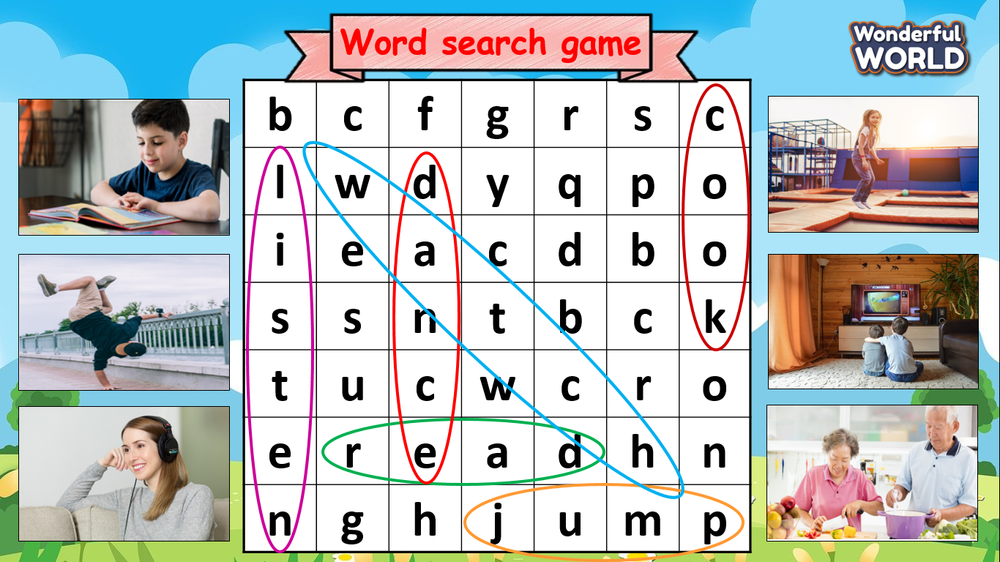 Word search game
Wonderful
WORLD
b c f g r s c
l w d y q p o
i e a c d b o
s s n t b c k
t u c w c r o
e r e a d h n
n g h j u m p